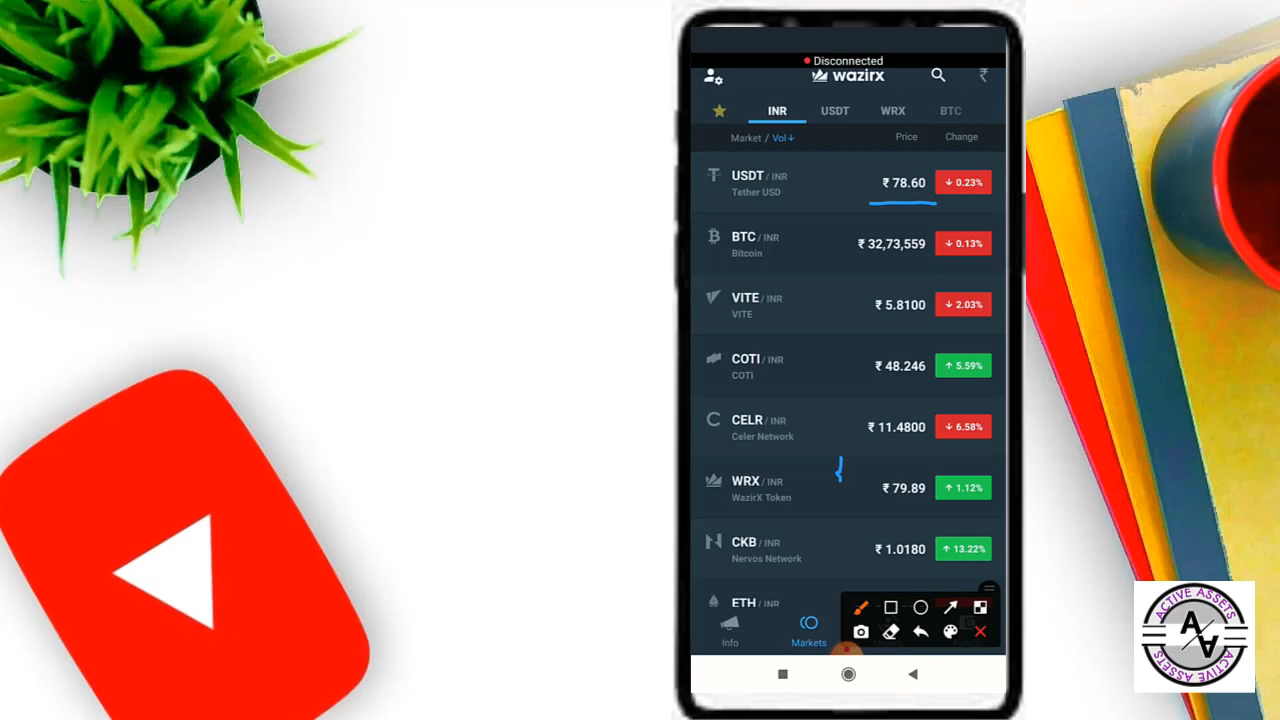 Disconnected
wazirx
₹
INR USDT WRX BTC
Market / Vol↓ Price Change
USDT / INR ₹ 78.60 ↓ 0.23%
Tether USD
BTC / INR ₹ 32,73,559 ↓ 0.13%
Bitcoin
VITE / INR ₹ 5.8100 ↓ 2.03%
VITE
COTI / INR ₹ 48.246 ↑ 5.59%
COTI
CELR / INR ₹ 11.4800 ↓ 6.58%
Celer Network
WRX / INR ₹ 79.89 ↑ 1.12%
WazirX Token
CKB / INR ₹ 1.0180 ↑ 13.22%
Nervos Network
ETH / INR
Info Markets
ACTIVE ASSETS
A/A
ACTIVE ASSETS